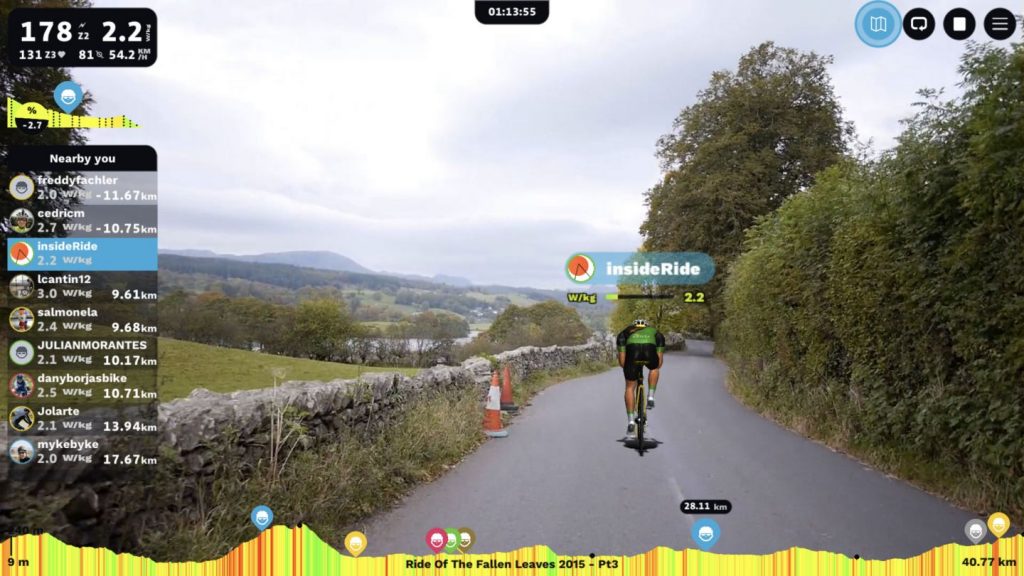 01:13:55
178 Z2 2.2 W/kg
131 Z3 81 54.2 KM/H
%
-2.7
Nearby you
freddyfachler
2.0 W/kg -11.67km
cedricm
2.7 W/kg -10.75km
insideRide
2.2 W/kg
lcantin12
3.0 W/kg 9.61km
salmonela
2.4 W/kg 9.68km
JULIANMORANTES
2.1 W/kg 10.17km
danyborjasbike
2.5 W/kg 10.71km
Jolarte
2.1 W/kg 13.94km
mykebyke
2.0 W/kg 17.67km
insideRide
W/kg 2.2
28.11 km
9 m
Ride Of The Fallen Leaves 2015 - Pt3
40.77 km